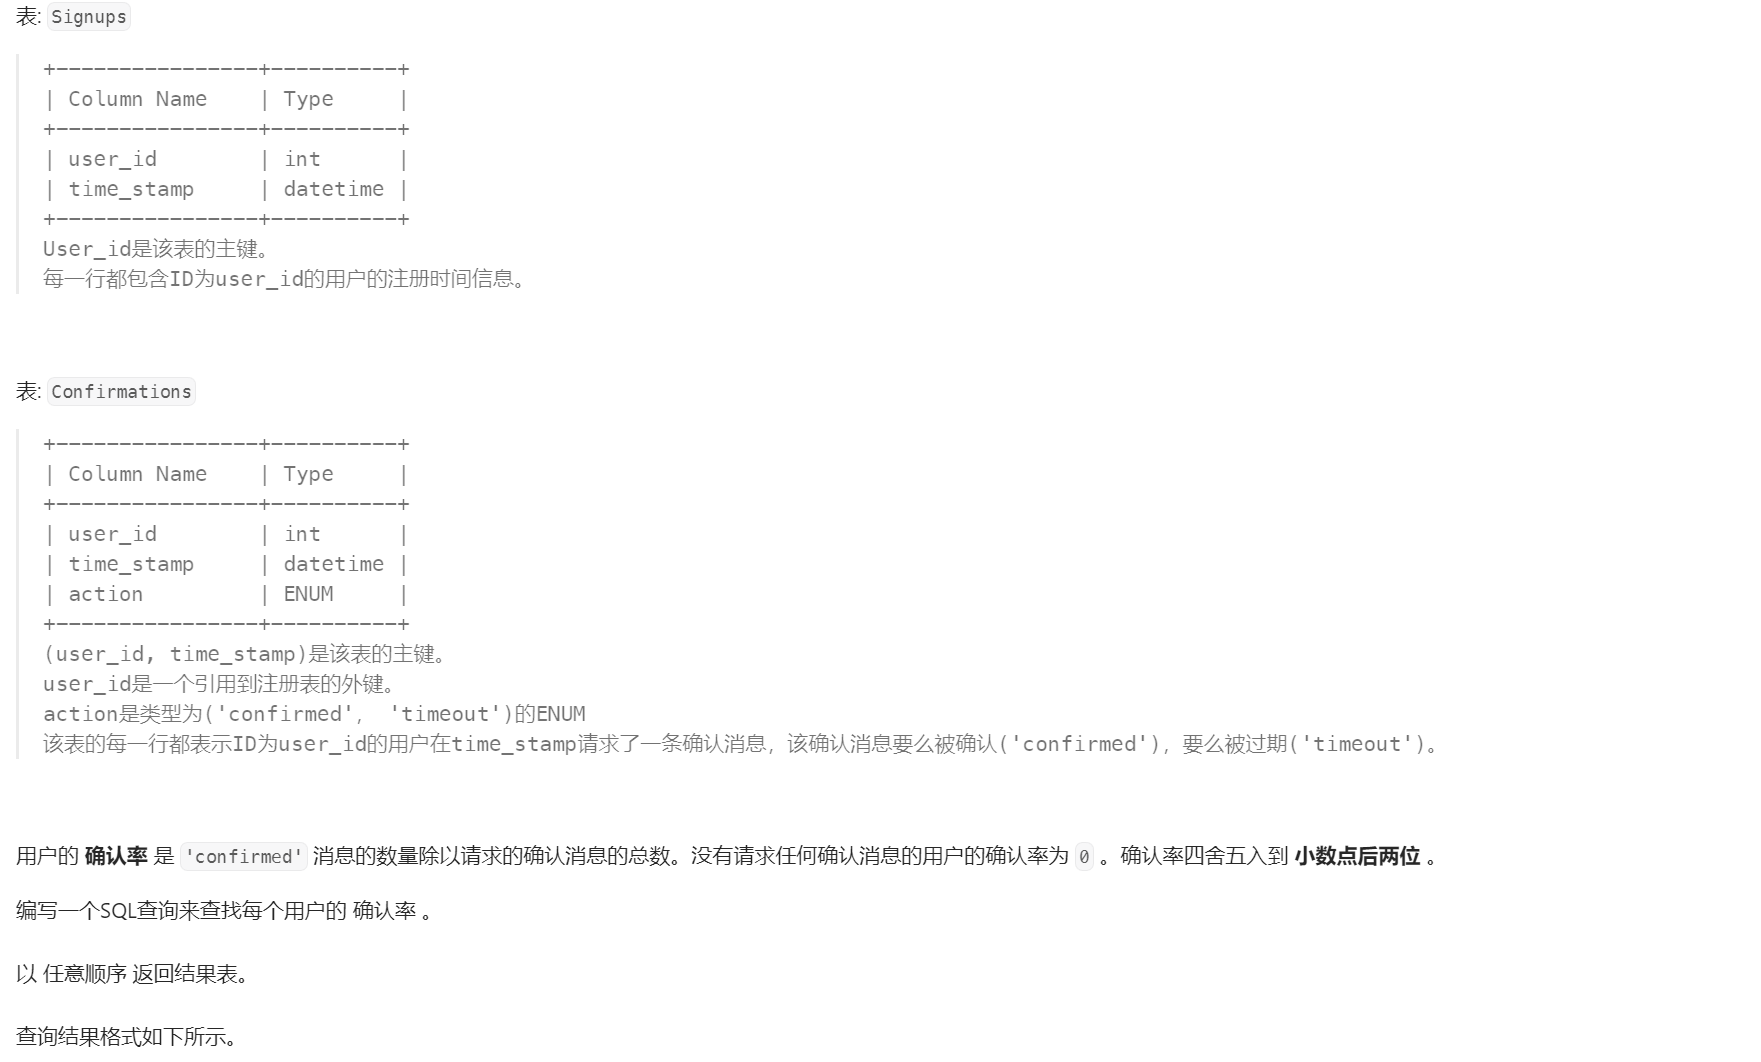 表: Signups
+----------------+----------+
| Column Name    | Type     |
+----------------+----------+
| user_id        | int      |
| time_stamp     | datetime |
+----------------+----------+
User_id是该表的主键。
每一行都包含ID为user_id的用户的注册时间信息。
表: Confirmations
+----------------+----------+
| Column Name    | Type     |
+----------------+----------+
| user_id        | int      |
| time_stamp     | datetime |
| action         | ENUM     |
+----------------+----------+
(user_id, time_stamp)是该表的主键。
user_id是一个引用到注册表的外键。
action是类型为('confirmed', 'timeout')的ENUM
该表的每一行都表示ID为user_id的用户在time_stamp请求了一条确认消息，该确认消息要么被确认('confirmed')，要么被过期('timeout')。
用户的 确认率 是 'confirmed' 消息的数量除以请求的确认消息的总数。没有请求任何确认消息的用户的确认率为 0 。确认率四舍五入到 小数点后两位 。
编写一个SQL查询来查找每个用户的 确认率 。
以 任意顺序 返回结果表。
查询结果格式如下所示。